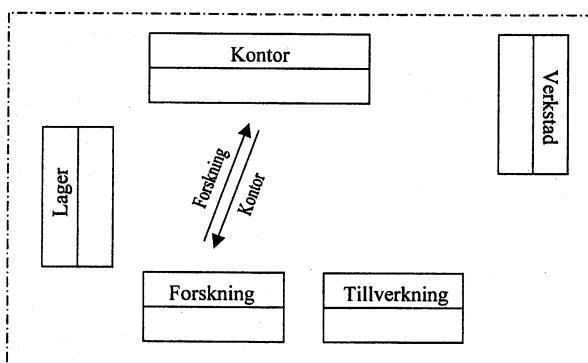 Kontor
Verkstad
Lager
Forskning
Kontor
Forskning
Tillverkning